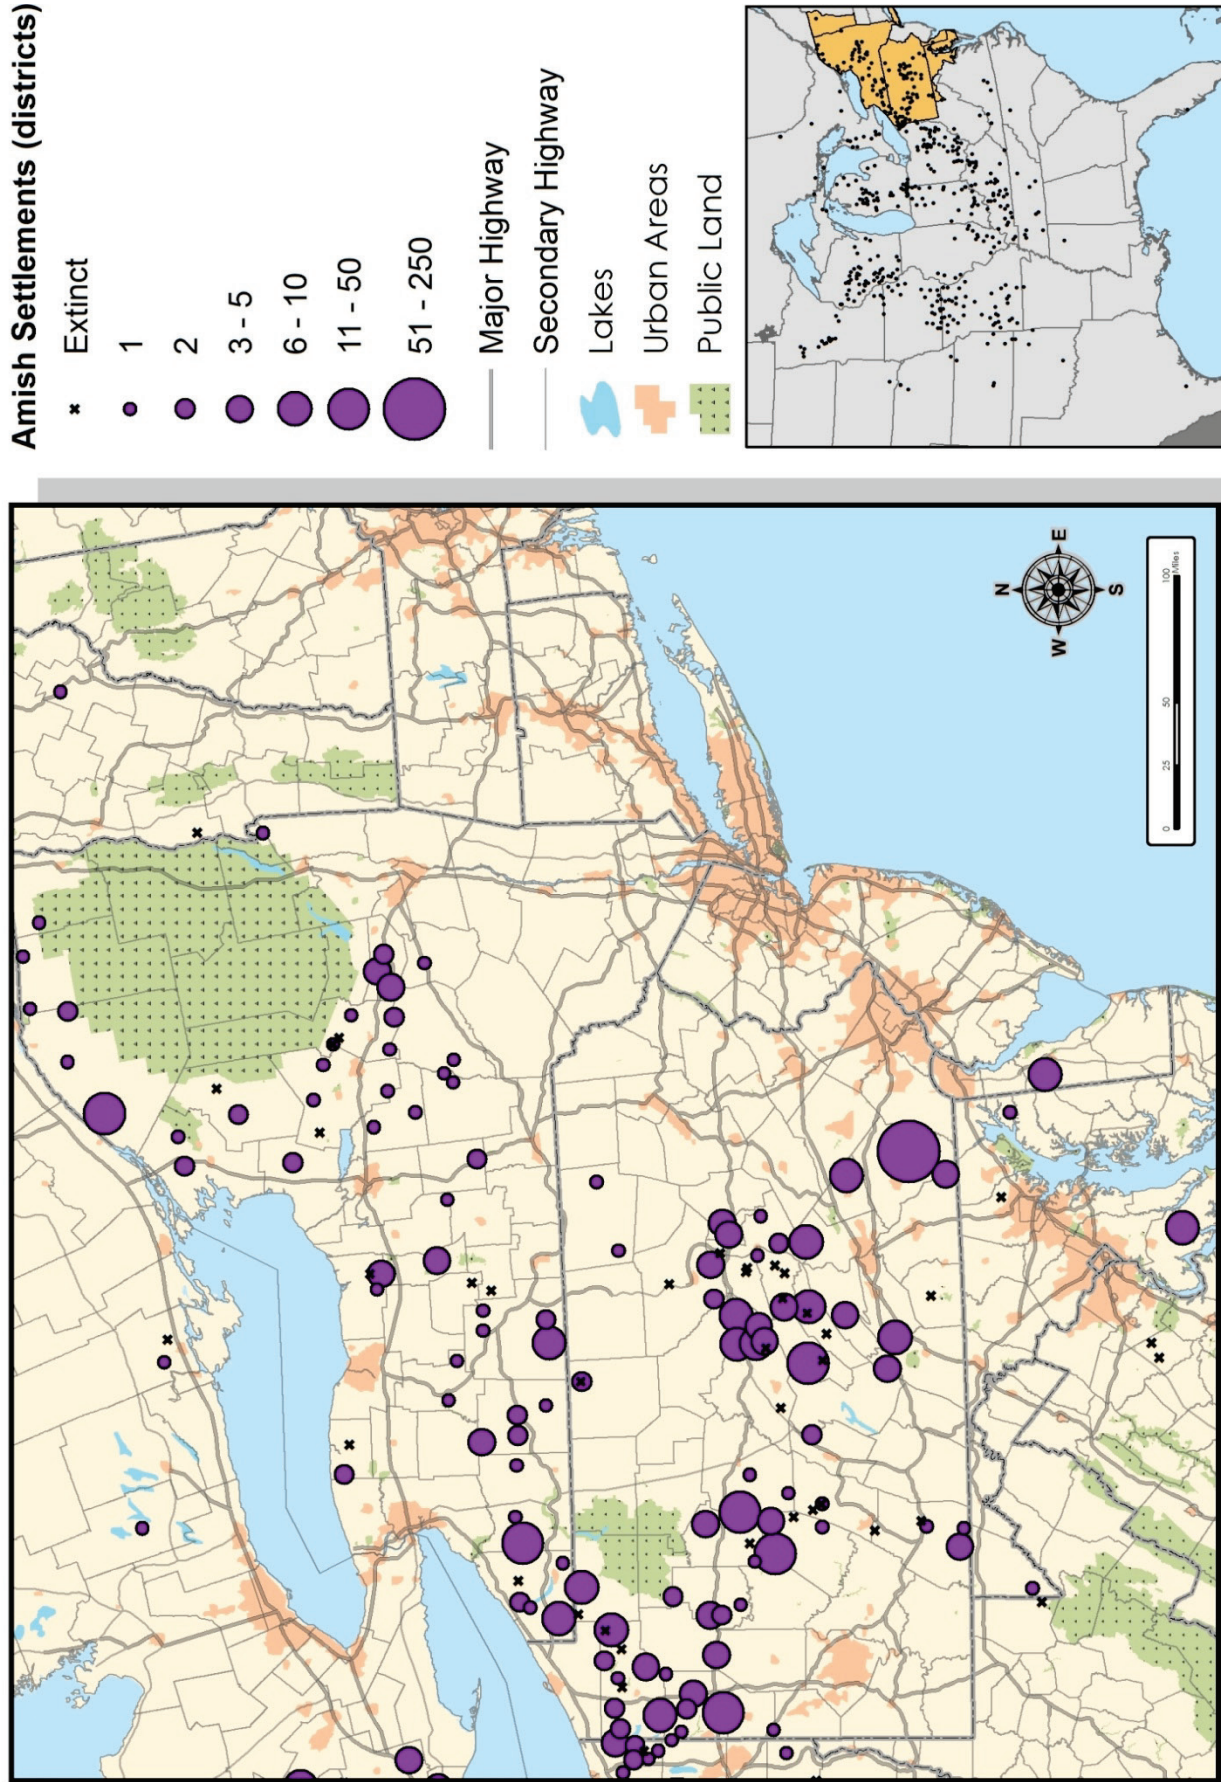 Amish Settlements (districts)
Extinct
1
2
3 - 5
6 - 10
11 - 50
51 - 250
Major Highway
Secondary Highway
Lakes
Urban Areas
Public Land
N
W
E
S
0
25
50
100
Miles